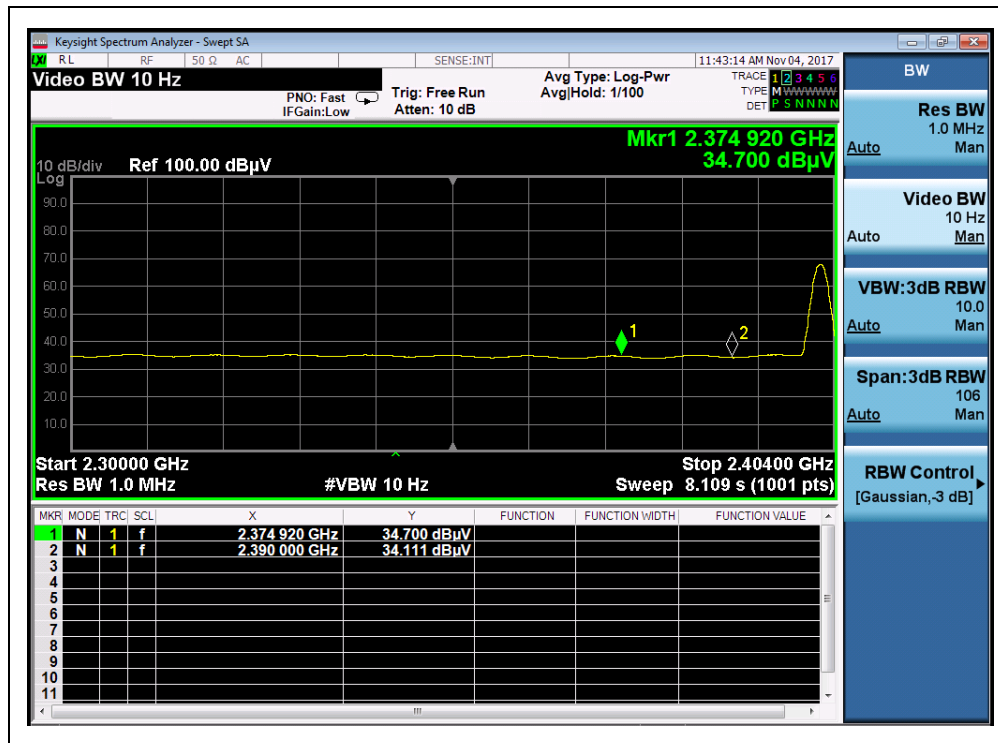 Keysight Spectrum Analyzer - Swept SA
LXI RL RF 50 Ω AC SENSE:INT 11:43:14 AM Nov 04, 2017
Video BW 10 Hz
PNO: Fast
IFGain:Low
Trig: Free Run
Atten: 10 dB
Avg Type: Log-Pwr
Avg|Hold: 1/100
TRACE 1 2 3 4 5 6
TYPE M WWWWW
DET P S N N N N
Mkr1 2.374 920 GHz
34.700 dBµV
10 dB/div Ref 100.00 dBµV
Log
90.0
80.0
70.0
60.0
50.0
40.0
30.0
20.0
10.0
1
2
Start 2.30000 GHz Stop 2.40400 GHz
Res BW 1.0 MHz #VBW 10 Hz Sweep 8.109 s (1001 pts)
MKR MODE TRC SCL X Y FUNCTION FUNCTION WIDTH FUNCTION VALUE
1 N 1 f 2.374 920 GHz 34.700 dBµV
2 N 1 f 2.390 000 GHz 34.111 dBµV
3
4
5
6
7
8
9
10
11
BW
Res BW
1.0 MHz
Auto Man
Video BW
10 Hz
Auto Man
VBW:3dB RBW
10.0
Auto Man
Span:3dB RBW
106
Auto Man
RBW Control
[Gaussian,-3 dB]